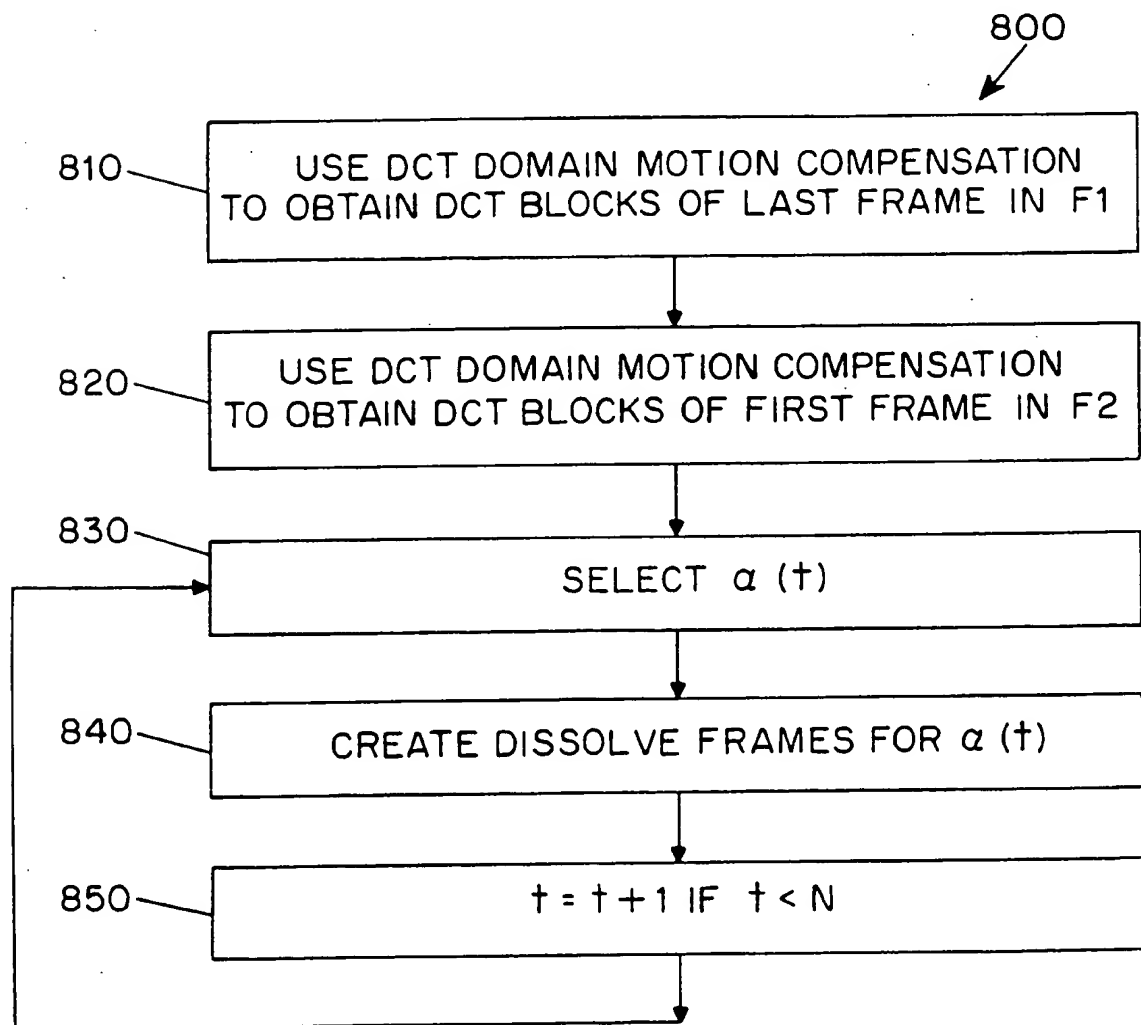 800
810
USE DCT DOMAIN MOTION COMPENSATION
TO OBTAIN DCT BLOCKS OF LAST FRAME IN F1
820
USE DCT DOMAIN MOTION COMPENSATION
TO OBTAIN DCT BLOCKS OF FIRST FRAME IN F2
830
SELECT α (t)
840
CREATE DISSOLVE FRAMES FOR α (t)
850
t = t + 1 IF t < N